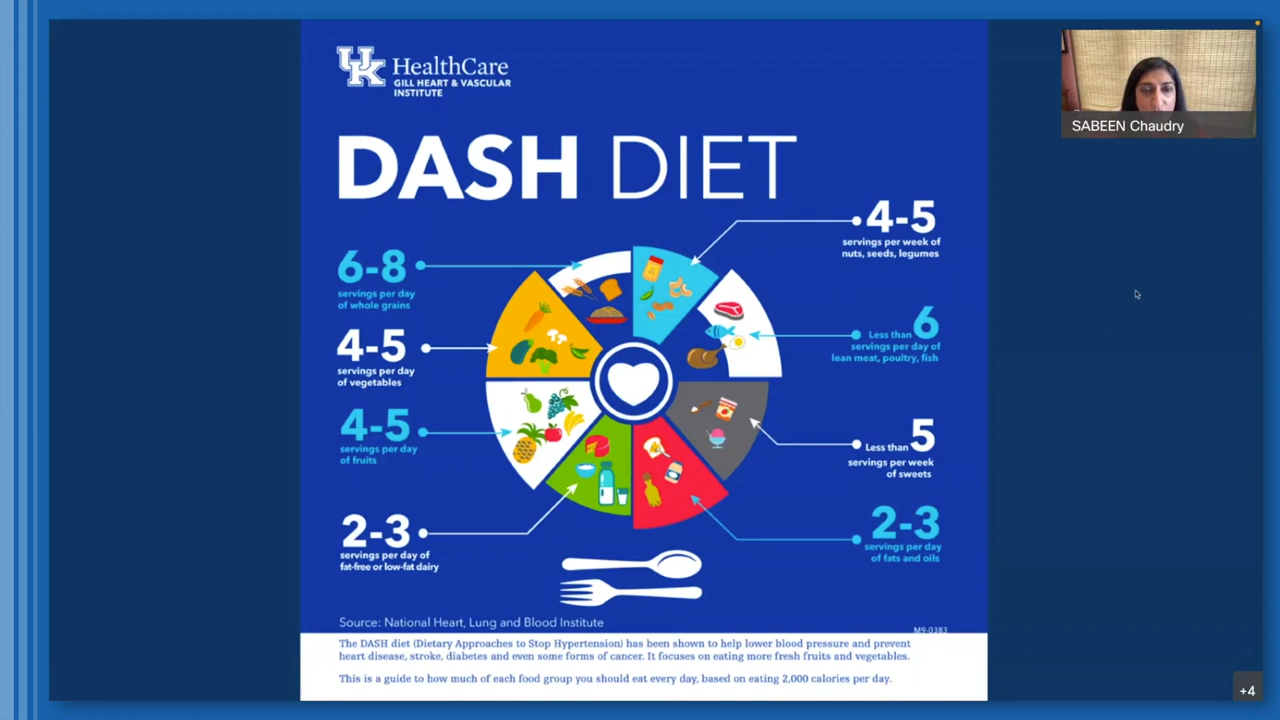 UK HealthCare
GILL HEART & VASCULAR
INSTITUTE
SABEEN Chaudry
DASH DIET
4-5
servings per week of
nuts, seeds, legumes
6-8
servings per day
of whole grains
Less than 6
servings per day of
lean meat, poultry, fish
4-5
servings per day
of vegetables
4-5
servings per day
of fruits
Less than 5
servings per week
of sweets
2-3
servings per day of
fat-free or low-fat dairy
2-3
servings per day
of fats and oils
Source: National Heart, Lung and Blood Institute
M9-0383
The DASH diet (Dietary Approaches to Stop Hypertension) has been shown to help lower blood pressure and prevent
heart disease, stroke, diabetes and even some forms of cancer. It focuses on eating more fresh fruits and vegetables.
This is a guide to how much of each food group you should eat every day, based on eating 2,000 calories per day.
+4